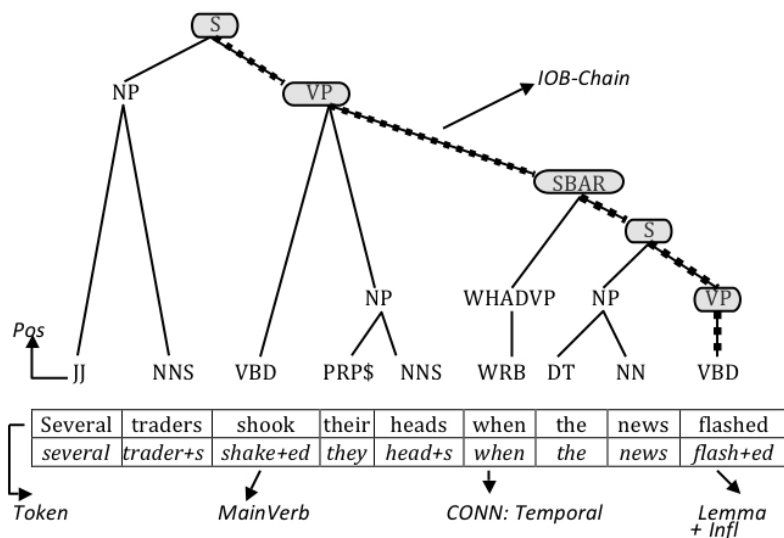 S
NP VP IOB-Chain
SBAR
S
NP WHADVP NP VP
Pos
JJ NNS VBD PRP$ NNS WRB DT NN VBD
Several traders shook their heads when the news flashed
several trader+s shake+ed they head+s when the news flash+ed
Token MainVerb CONN: Temporal Lemma
+ Infl